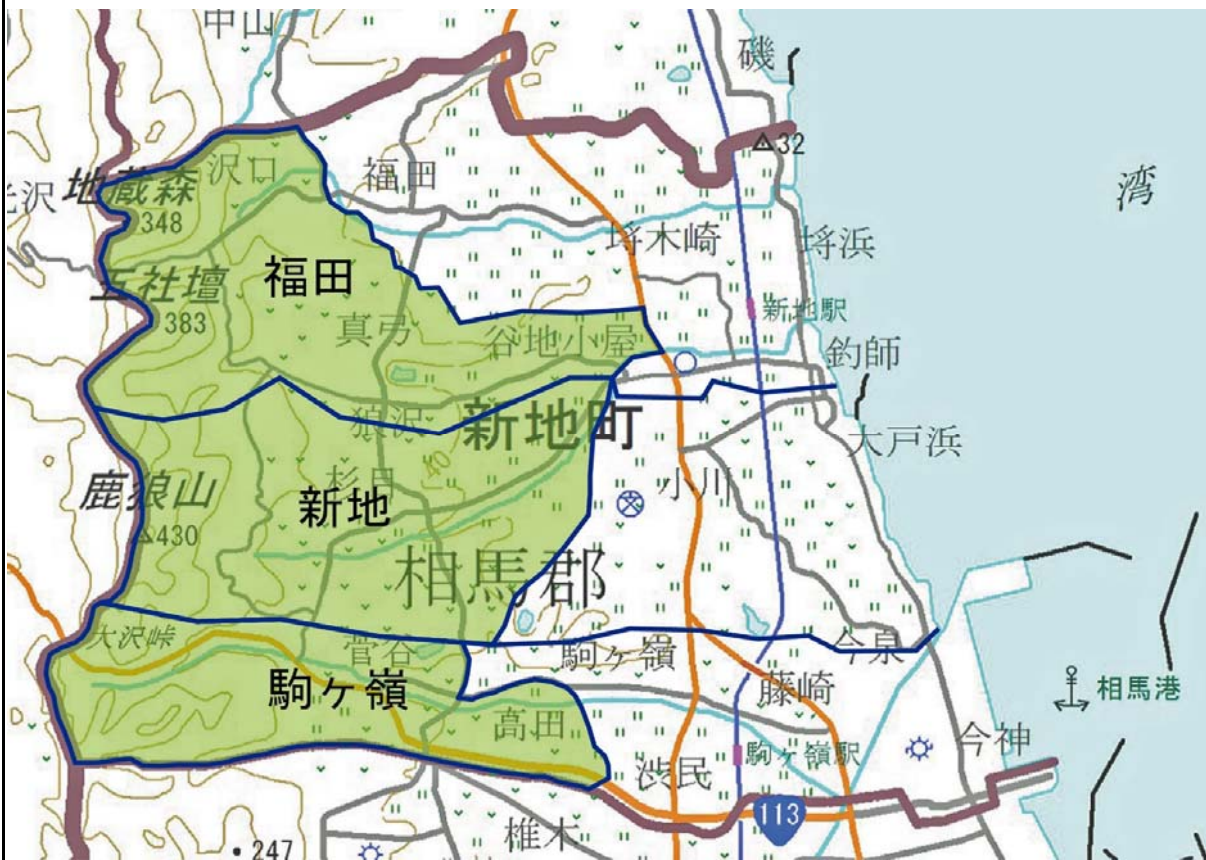 中山
磯
32
沢口
福田
湾
地蔵森
348
埒木崎
埒浜
福田
五社壇
383
真弓
谷地小屋
新地駅
釣師
狼沢
新地町
大戸浜
40
鹿狼山
430
杉目
新地
小川
相馬郡
大沢峠
菅谷
駒ヶ嶺
今泉
駒ヶ嶺
藤崎
相馬港
高田
今神
渋民
駒ヶ嶺駅
113
椎木
247